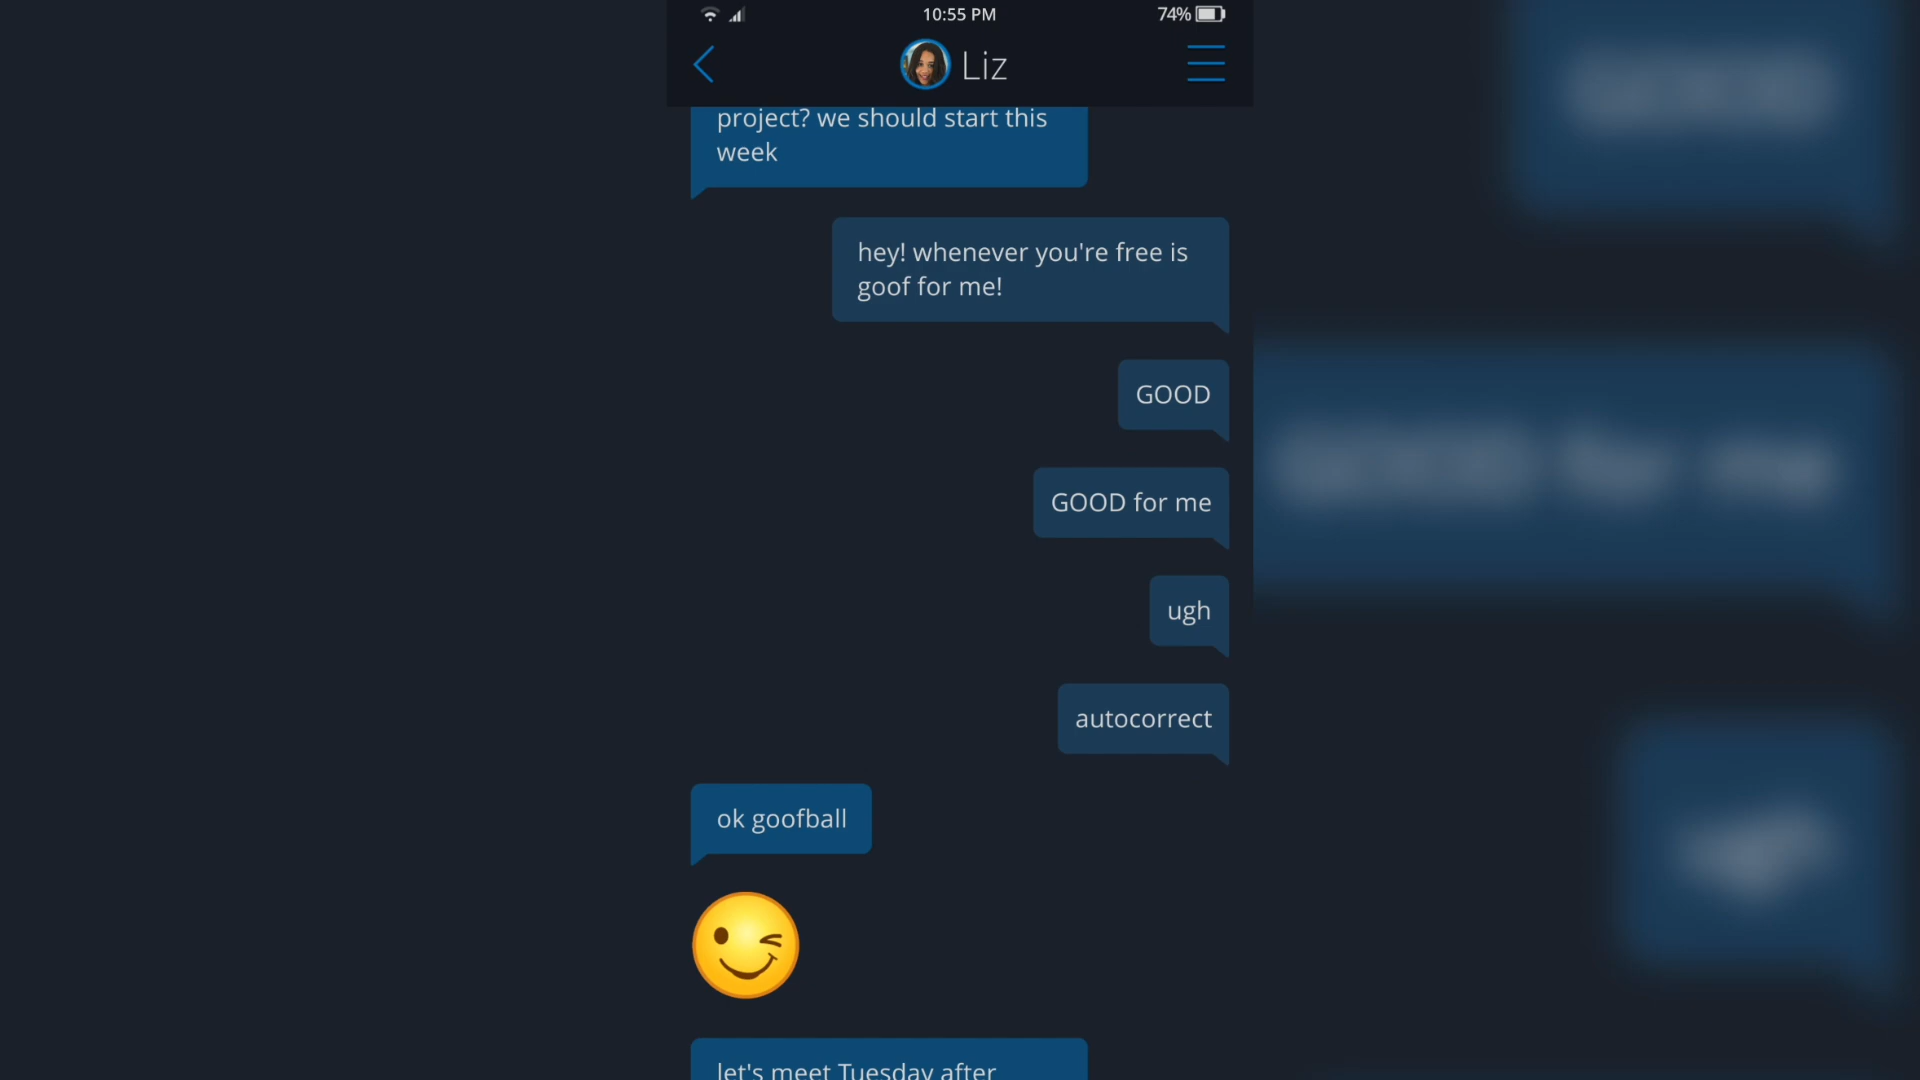 10:55 PM
74%
Liz
project? we should start this
week
hey! whenever you're free is
goof for me!
GOOD
GOOD for me
ugh
autocorrect
ok goofball
let's meet Tuesday after